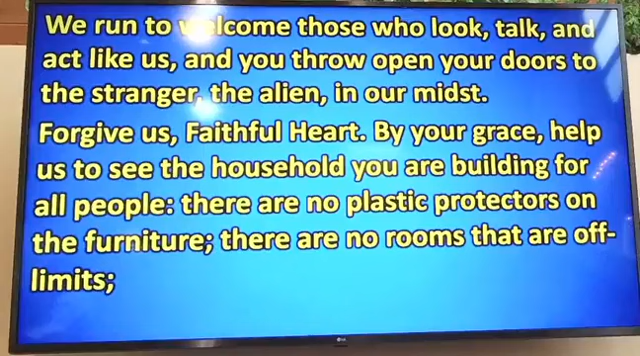 We run to welcome those who look, talk, and
act like us, and you throw open your doors to
the stranger, the alien, in our midst.
Forgive us, Faithful Heart. By your grace, help
us to see the household you are building for
all people: there are no plastic protectors on
the furniture; there are no rooms that are off-
limits;
LG